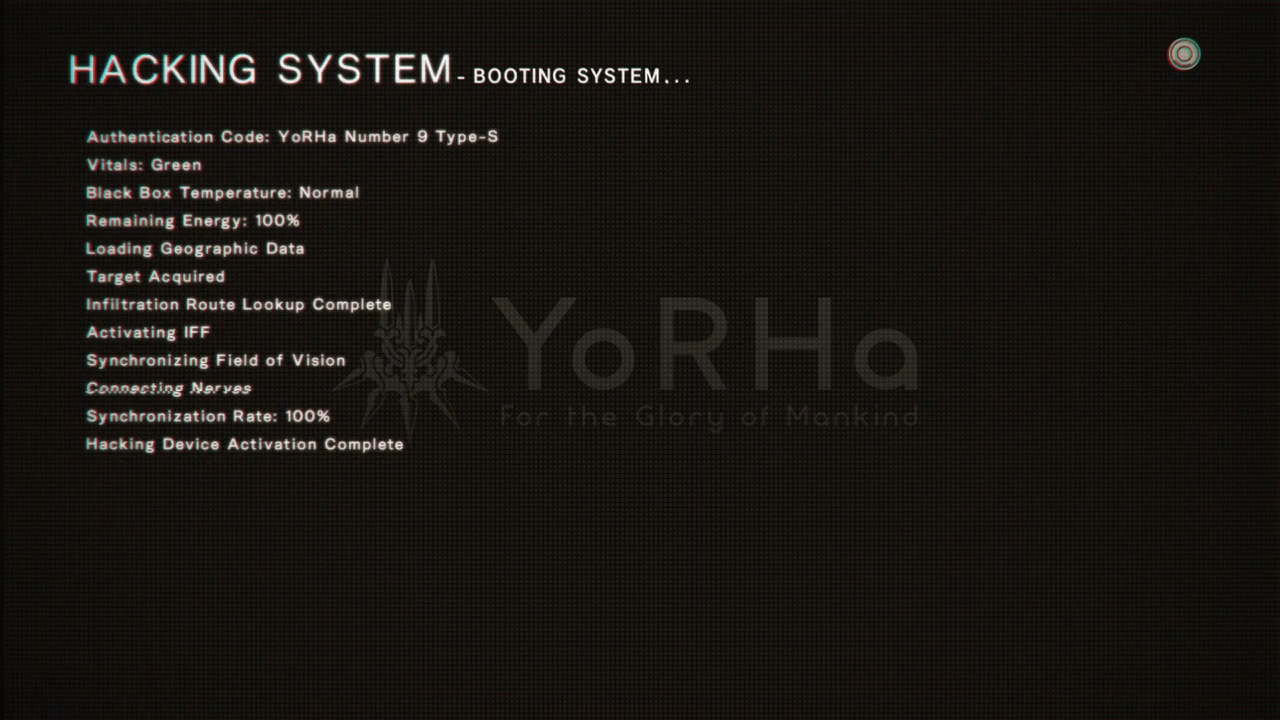 HACKING SYSTEM - BOOTING SYSTEM...
Authentication Code: YoRHa Number 9 Type-S
Vitals: Green
Black Box Temperature: Normal
Remaining Energy: 100%
Loading Geographic Data
Target Acquired
Infiltration Route Lookup Complete
Activating IFF
Synchronizing Field of Vision
Connecting Nerves
Synchronization Rate: 100%
Hacking Device Activation Complete
YoRHa
For the Glory of Mankind